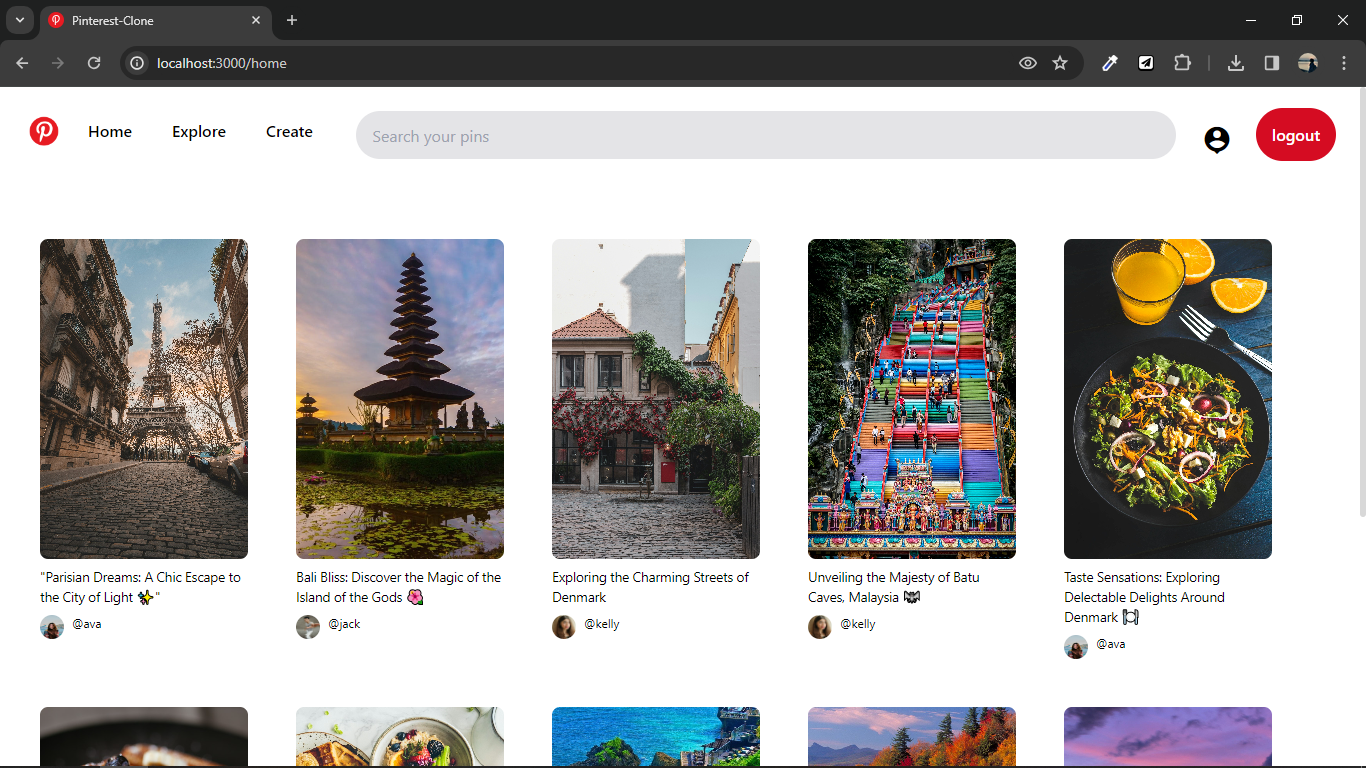 Pinterest-Clone
localhost:3000/home
Home Explore Create
Search your pins
logout
"Parisian Dreams: A Chic Escape to
the City of Light ✨"
@ava
Bali Bliss: Discover the Magic of the
Island of the Gods 🌺
@jack
Exploring the Charming Streets of
Denmark
@kelly
Unveiling the Majesty of Batu
Caves, Malaysia 🦇
@kelly
Taste Sensations: Exploring
Delectable Delights Around
Denmark 🍽️
@ava